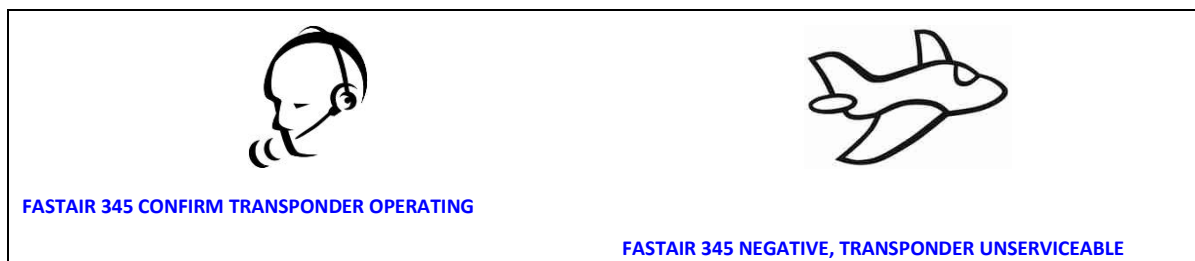 FASTAIR 345 CONFIRM TRANSPONDER OPERATING
FASTAIR 345 NEGATIVE, TRANSPONDER UNSERVICEABLE